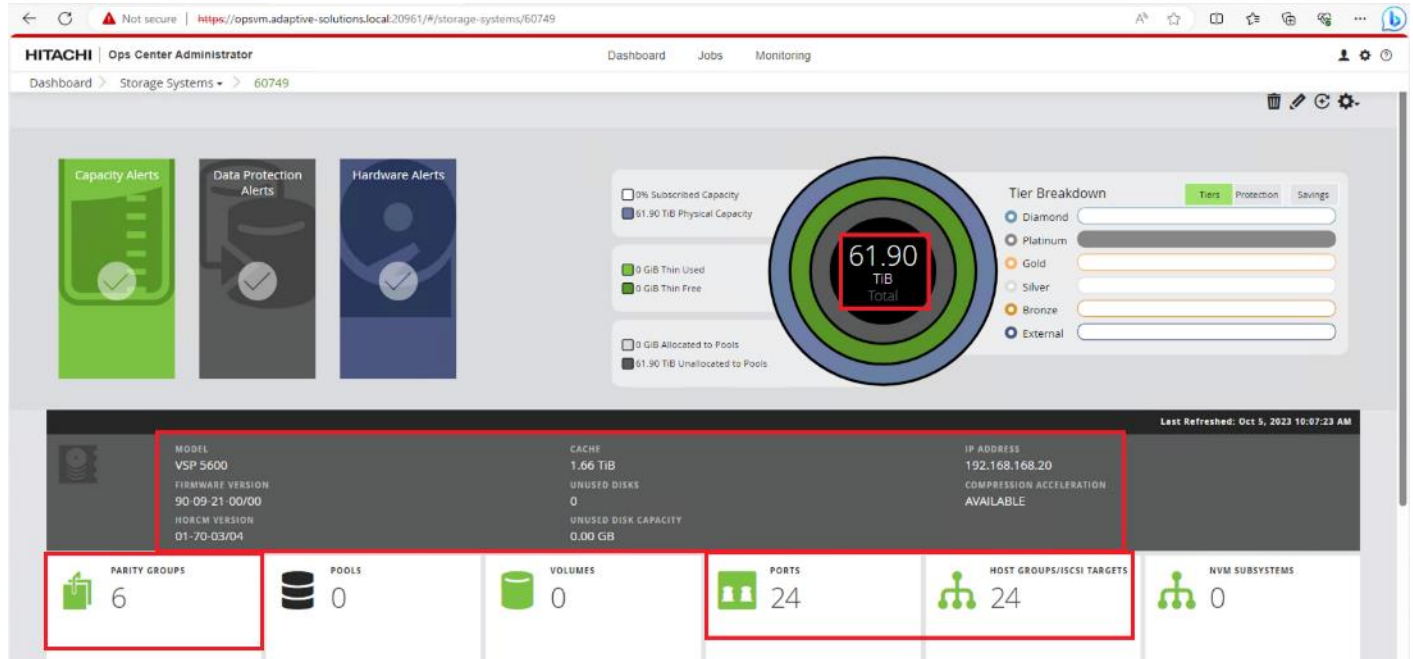 Not secure | https://opsvm.adaptive-solutions.local:20961/#/storage-systems/60749
HITACHI | Ops Center Administrator
Dashboard Jobs Monitoring
Dashboard > Storage Systems > 60749
Capacity Alerts
Data Protection
Alerts
Hardware Alerts
0% Subscribed Capacity
61.90 TiB Physical Capacity
0 GiB Thin Used
0 GiB Thin Free
0 GiB Allocated to Pools
61.90 TiB Unallocated to Pools
61.90
TiB
Total
Tier Breakdown
Tiers Protection Savings
Diamond
Platinum
Gold
Silver
Bronze
External
Last Refreshed: Oct 5, 2023 10:07:23 AM
MODEL
VSP 5600
FIRMWARE VERSION
90-09-21-00/00
HORCM VERSION
01-70-03/04
CACHE
1.66 TiB
UNUSED DISKS
0
UNUSED DISK CAPACITY
0.00 GB
IP ADDRESS
192.168.168.20
COMPRESSION ACCELERATION
AVAILABLE
PARITY GROUPS
6
POOLS
0
VOLUMES
0
PORTS
24
HOST GROUPS/ISCSI TARGETS
24
NVM SUBSYSTEMS
0